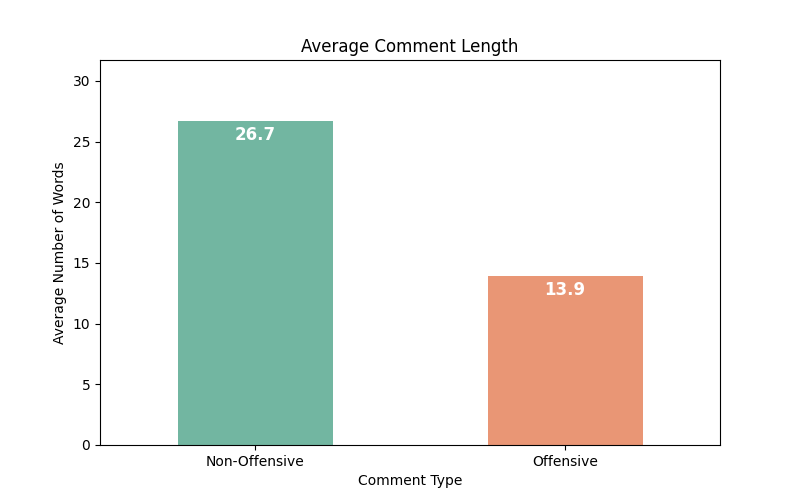 Average Comment Length
Average Number of Words
30
25
20
15
10
5
0
26.7
13.9
Non-Offensive
Offensive
Comment Type